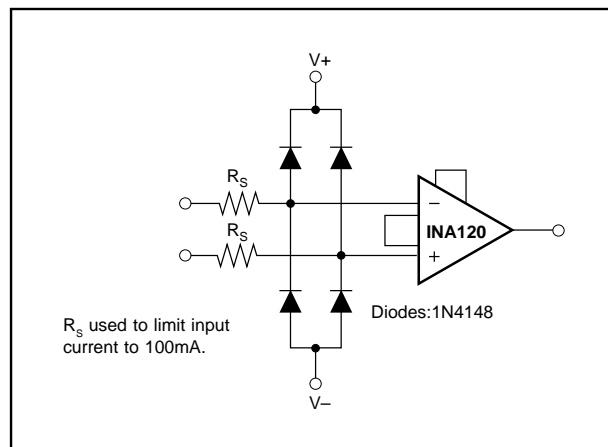 V+
R_S
R_S
−
INA120
+
Diodes:1N4148
R_S used to limit input
current to 100mA.
V–